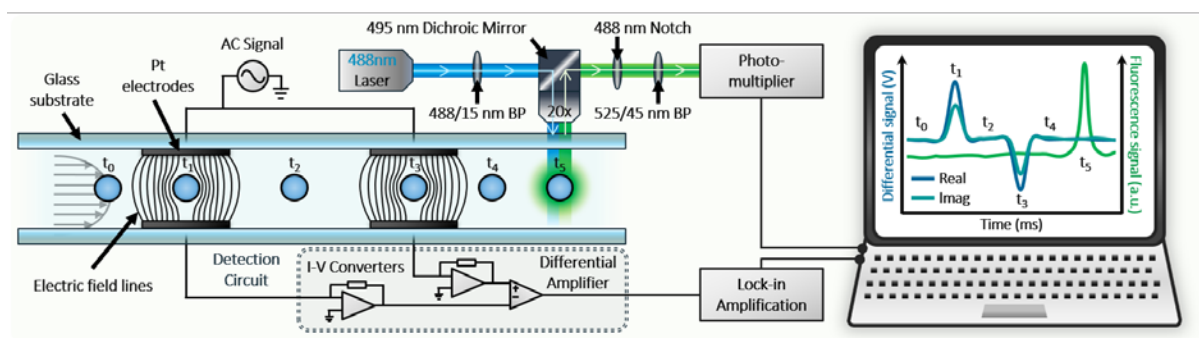 AC Signal
495 nm Dichroic Mirror
488 nm Notch
Glass
substrate
Pt
electrodes
488nm
Laser
488/15 nm BP
20x
525/45 nm BP
Photo-
multiplier
t0
t1
t2
t3
t4
t5
Electric field lines
Detection
Circuit
I-V Converters
Differential
Amplifier
Lock-in
Amplification
Differential signal (V)
Fluorescence signal (a.u.)
t0
t1
t2
t3
t4
t5
Real
Imag
Time (ms)